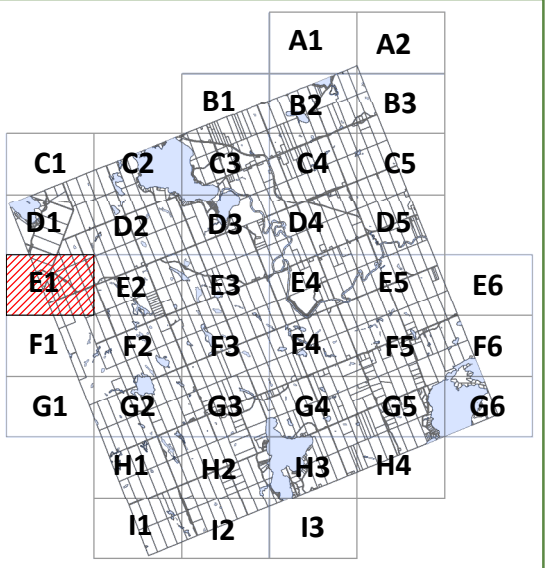 A1 A2
B1 B2 B3
C1 C2 C3 C4 C5
D1 D2 D3 D4 D5
E1 E2 E3 E4 E5 E6
F1 F2 F3 F4 F5 F6
G1 G2 G3 G4 G5 G6
H1 H2 H3 H4
I1 I2 I3